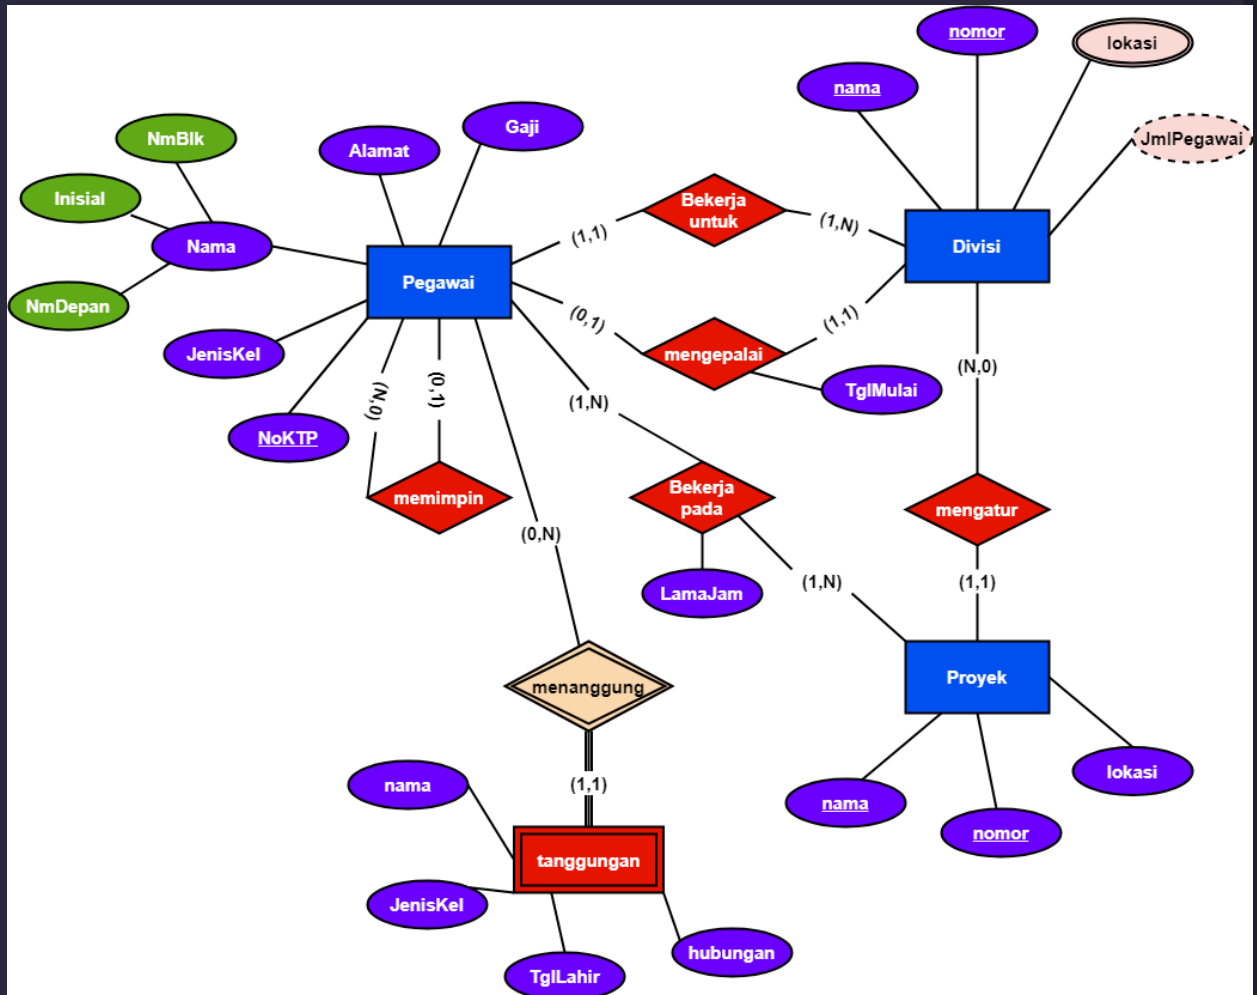 nomor
lokasi
nama
JmlPegawai
Gaji
NmBlk
Alamat
Inisial
Bekerja
untuk
(1,N)
(1,1)
Nama
Divisi
Pegawai
NmDepan
(0,1)
(1,1)
JenisKel
mengepalai
(N,0)
TglMulai
(N,0)
(0,1)
(1,N)
NoKTP
memimpin
Bekerja
pada
mengatur
(0,N)
(1,N)
(1,1)
LamaJam
menanggung
Proyek
lokasi
(1,1)
nama
nama
nomor
tanggungan
JenisKel
hubungan
TglLahir